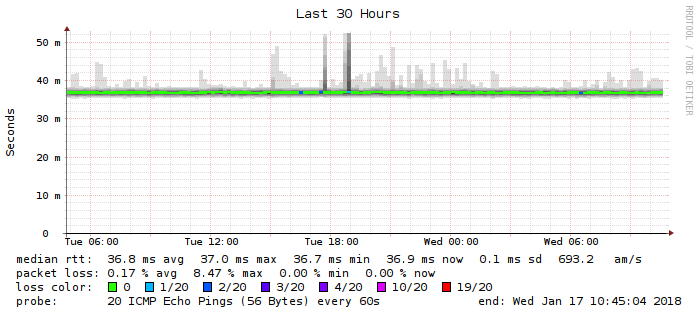 Last 30 Hours
RRDTOOL / TOBI OETIKER
Seconds
50 m
40 m
30 m
20 m
10 m
0
Tue 06:00 Tue 12:00 Tue 18:00 Wed 00:00 Wed 06:00
median rtt: 36.8 ms avg 37.0 ms max 36.7 ms min 36.9 ms now 0.1 ms sd 693.2 am/s
packet loss: 0.17 % avg 8.47 % max 0.00 % min 0.00 % now
loss color: 0 1/20 2/20 3/20 4/20 10/20 19/20
probe: 20 ICMP Echo Pings (56 Bytes) every 60s end: Wed Jan 17 10:45:04 2018